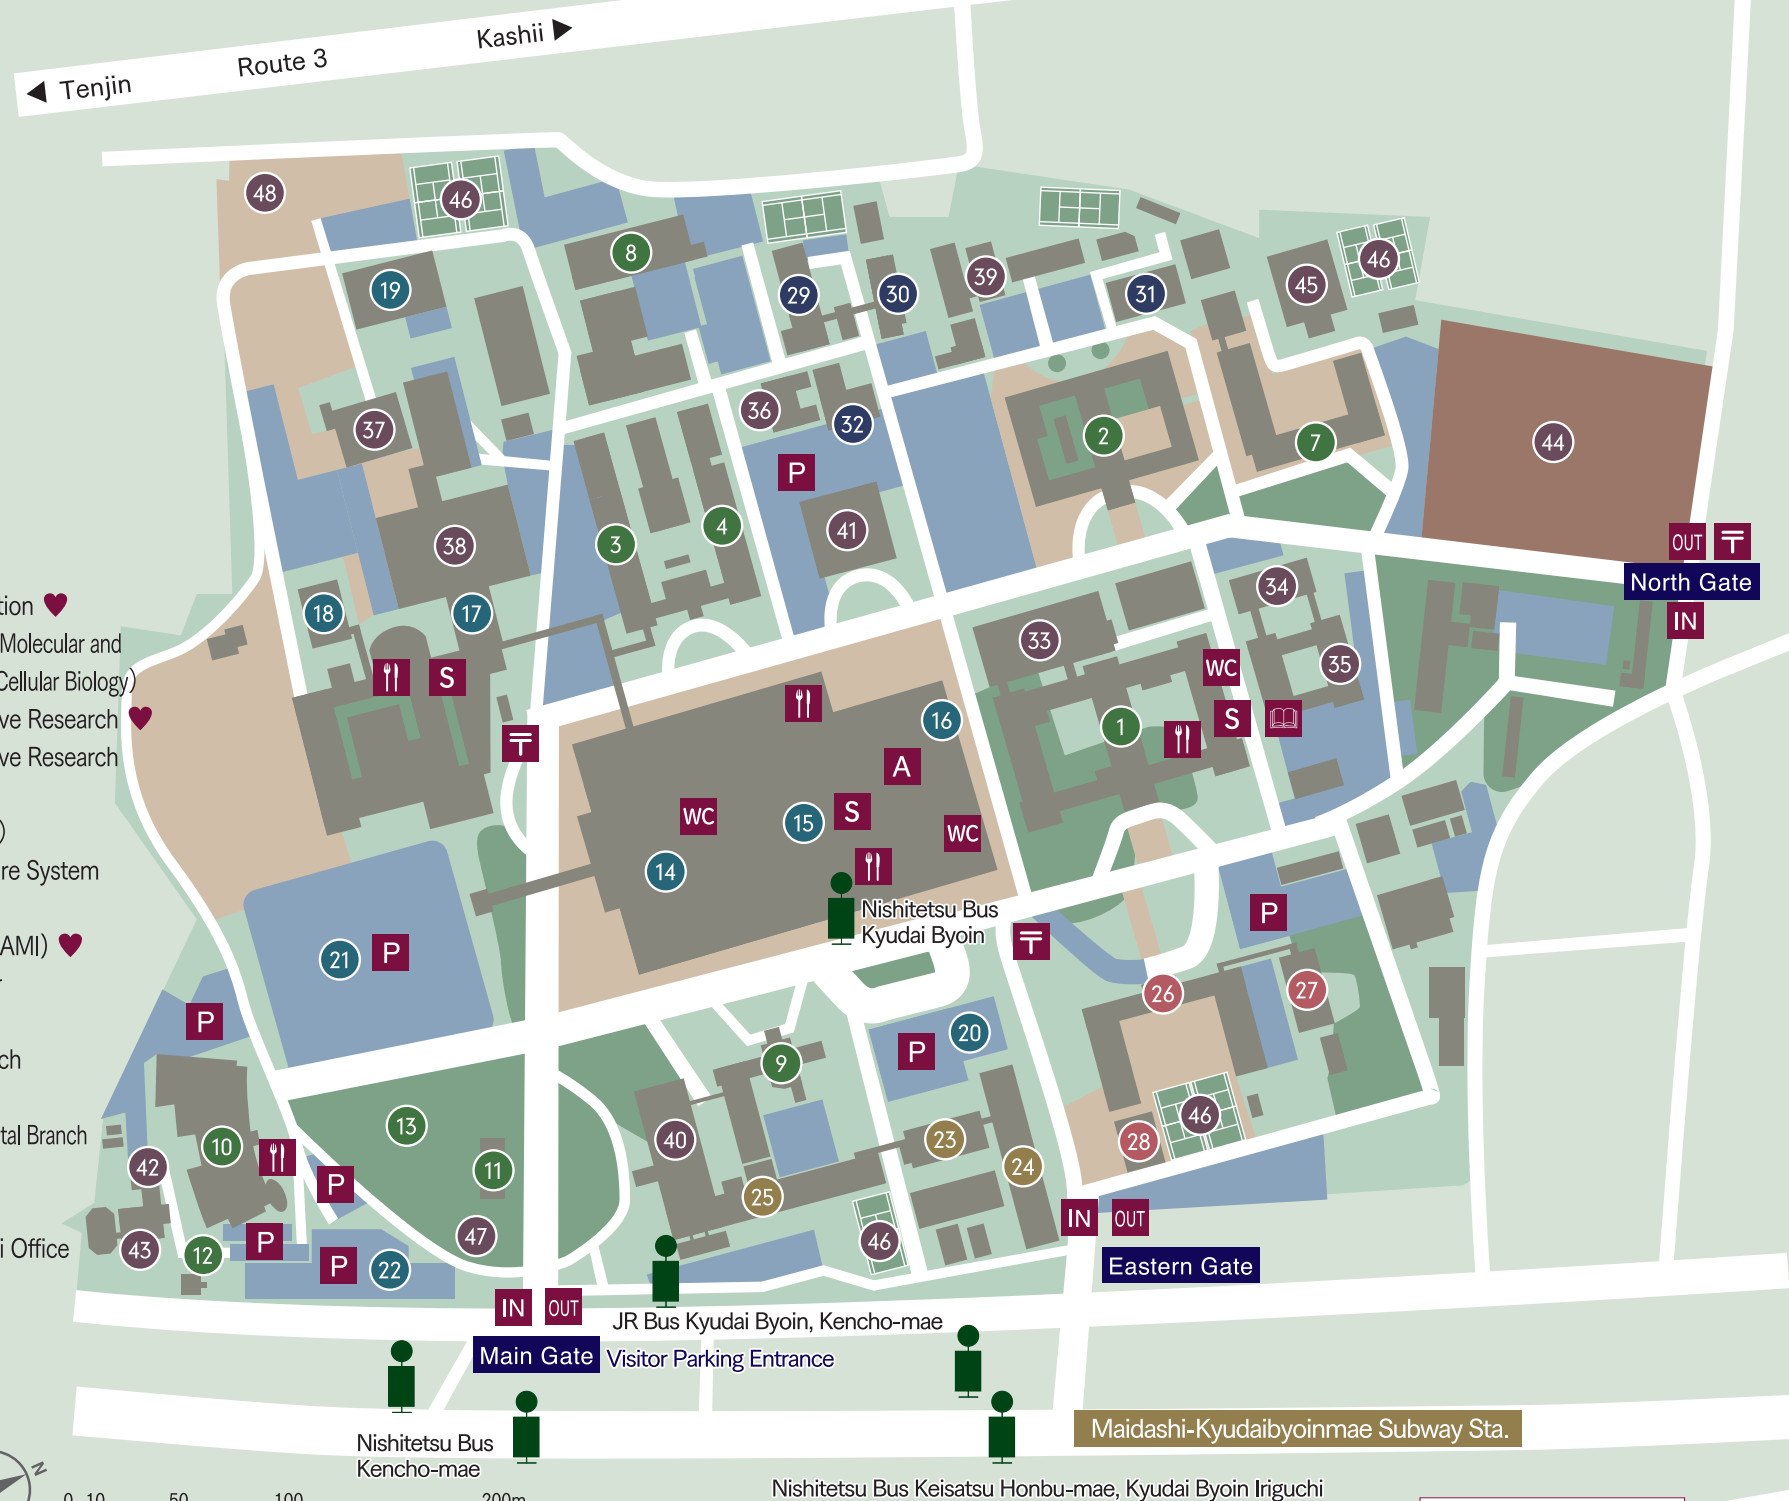 Kashii ▶
Route 3
◀ Tenjin
48
46
8
19
29
30
39
31
45
46
37
36
32
2
7
44
P
38
3
4
41
OUT 〒
North Gate
IN
tion ♥
Molecular and
Cellular Biology)
ve Research ♥
ve Research
)
re System
AMI) ♥
ch
tal Branch
i Office
18
17
33
34
35
S
WC
16
1
S
〒
A
WC
15
S
WC
14
Nishitetsu Bus
Kyudai Byoin
〒
P
21
P
26
27
P
20
P
9
13
46
10
40
23
28
42
11
24
P
25
47
46
43
12
P
P
22
IN OUT
Eastern Gate
IN OUT
JR Bus Kyudai Byoin, Kencho-mae
Main Gate Visitor Parking Entrance
Nishitetsu Bus
Kencho-mae
Maidashi-Kyudaibyoinmae Subway Sta.
Nishitetsu Bus Keisatsu Honbu-mae, Kyudai Byoin Iriguchi
N
0 10 50 100 200m